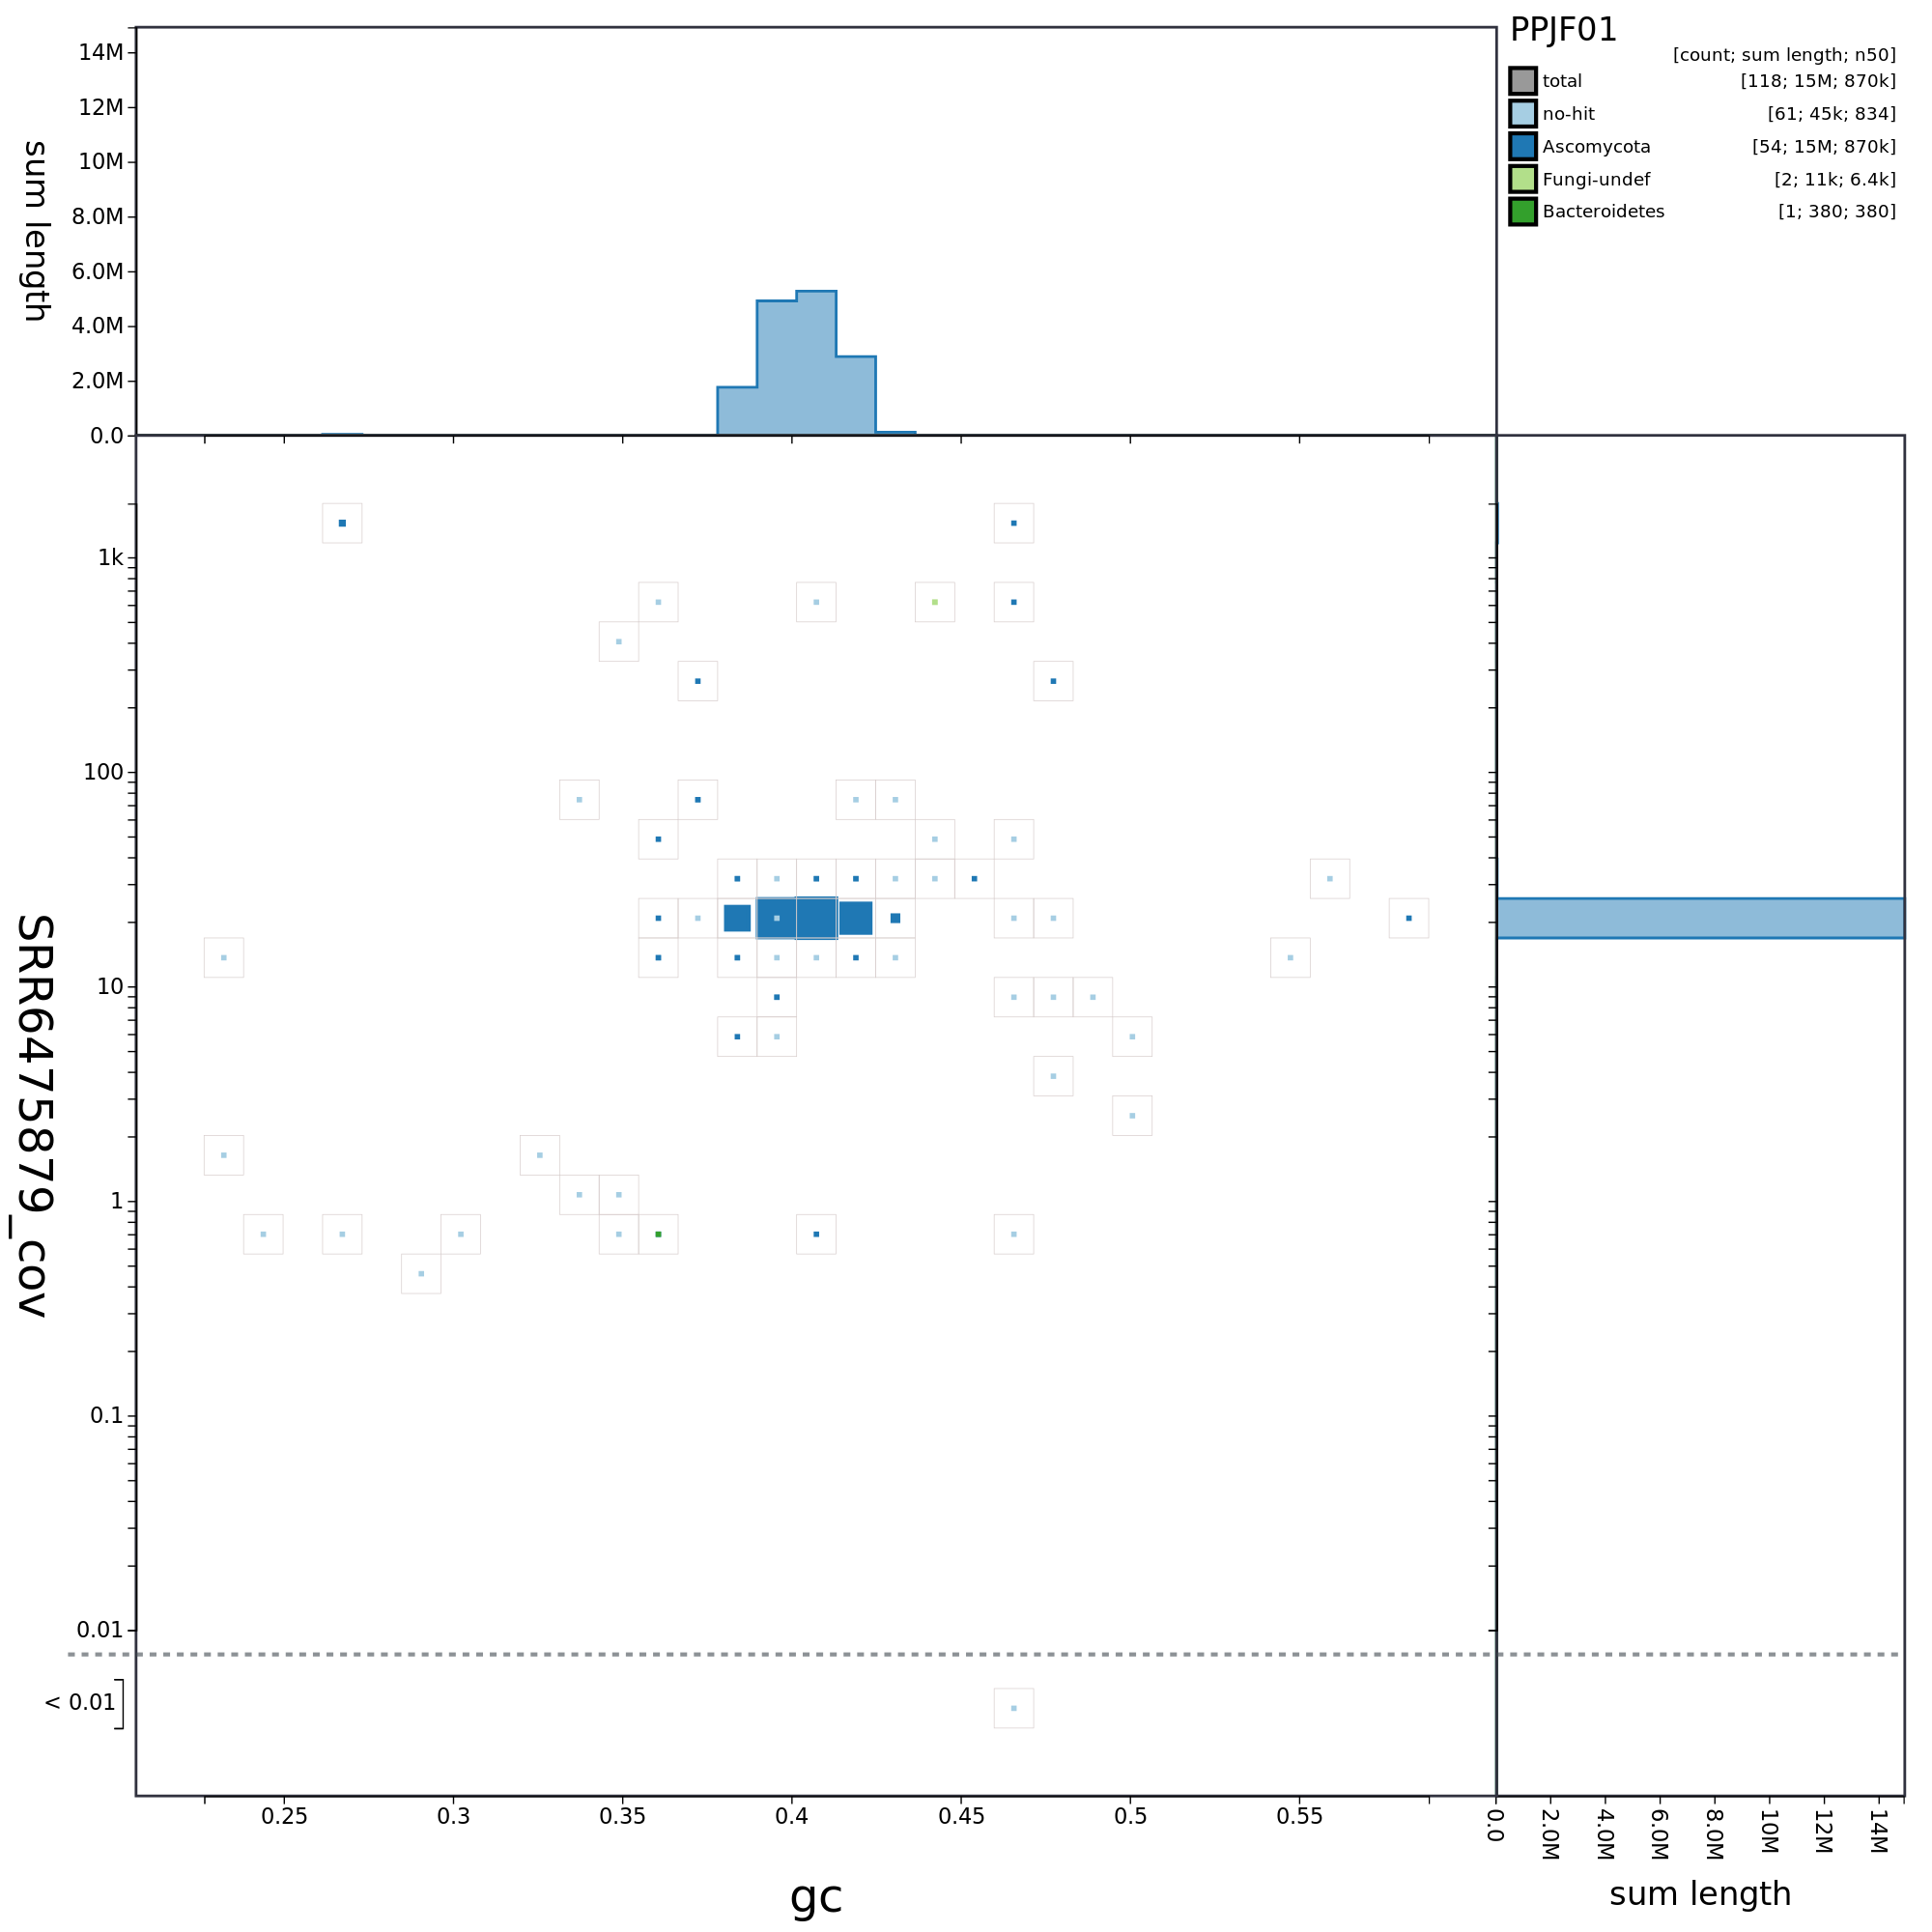 PPJF01
[count; sum length; n50]
total [118; 15M; 870k]
no-hit [61; 45k; 834]
Ascomycota [54; 15M; 870k]
Fungi-undef [2; 11k; 6.4k]
Bacteroidetes [1; 380; 380]
sum length
14M
12M
10M
8.0M
6.0M
4.0M
2.0M
0.0
SRR6475879_cov
1k
100
10
1
0.1
0.01
< 0.01
0.25 0.3 0.35 0.4 0.45 0.5 0.55
gc
0.0 2.0M 4.0M 6.0M 8.0M 10M 12M 14M
sum length